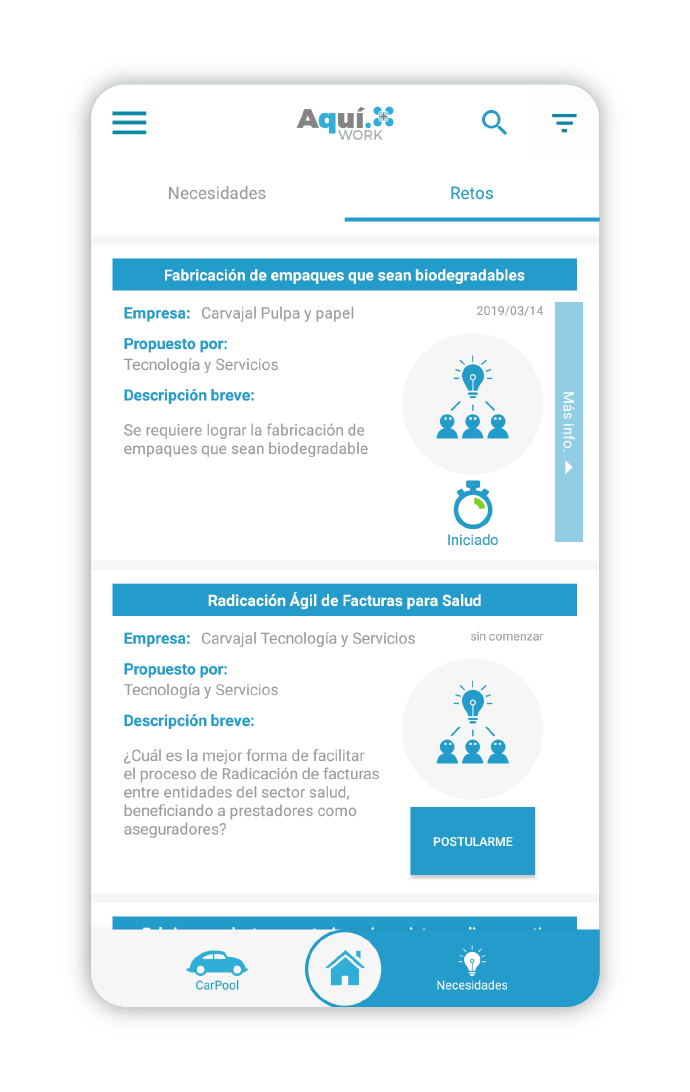 Aquí.
WORK
Necesidades
Retos
Fabricación de empaques que sean biodegradables
Empresa: Carvajal Pulpa y papel
2019/03/14
Propuesto por:
Tecnología y Servicios
Descripción breve:
Se requiere lograr la fabricación de
empaques que sean biodegradable
Más info.
Iniciado
Radicación Ágil de Facturas para Salud
Empresa: Carvajal Tecnología y Servicios
sin comenzar
Propuesto por:
Tecnología y Servicios
Descripción breve:
¿Cuál es la mejor forma de facilitar
el proceso de Radicación de facturas
entre entidades del sector salud,
beneficiando a prestadores como
aseguradores?
POSTULARME
CarPool
Necesidades